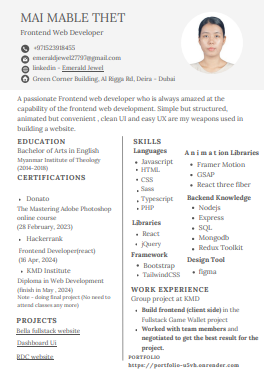 MAI MABLE THET
Frontend Web Developer
+971523918455
emeraldjewel2797@gmail.com
linkedin - Emerald Jewel
Green Corner Building, Al Rigga Rd, Deira - Dubai
A passionate Frontend web developer who is always amazed at the
capability of the frontend web development. Simple but structured,
animated but convenient , clean UI and easy UX are my weapons used in
building a website.
EDUCATION
Bachelor of Arts in English
Myanmar Institute of Theology
(2014-2018)
CERTIFICATIONS
• Donato
The Mastering Adobe Photoshop
online course
(28 February, 2023)
• Hackerrank
Frontend Developer(react)
(16 Apr, 2024)
• KMD Institute
Diploma in Web Development
(finish in May , 2024)
Note - doing final project (No need to
attend classes any more)
PROJECTS
Bella fullstack website
Dashboard Ui
KDC website
SKILLS
Languages
• Javascript
• HTML
• CSS
• Sass
• Typescript
• PHP
Libraries
• React
• jQuery
Framework
• Bootstrap
• TailwindCSS
Animation Libraries
• Framer Motion
• GSAP
• React three fiber
Backend Knowledge
• Nodejs
• Express
• SQL
• Mongodb
• Redux Toolkit
Design Tool
• figma
WORK EXPERIENCE
Group project at KMD
• Build frontend (client side) in the
Fullstack Game Wallet project
• Worked with team members and
negotiated to get the best result for the
project.
PORTFOLIO
https://portfolio-u5vh.onrender.com